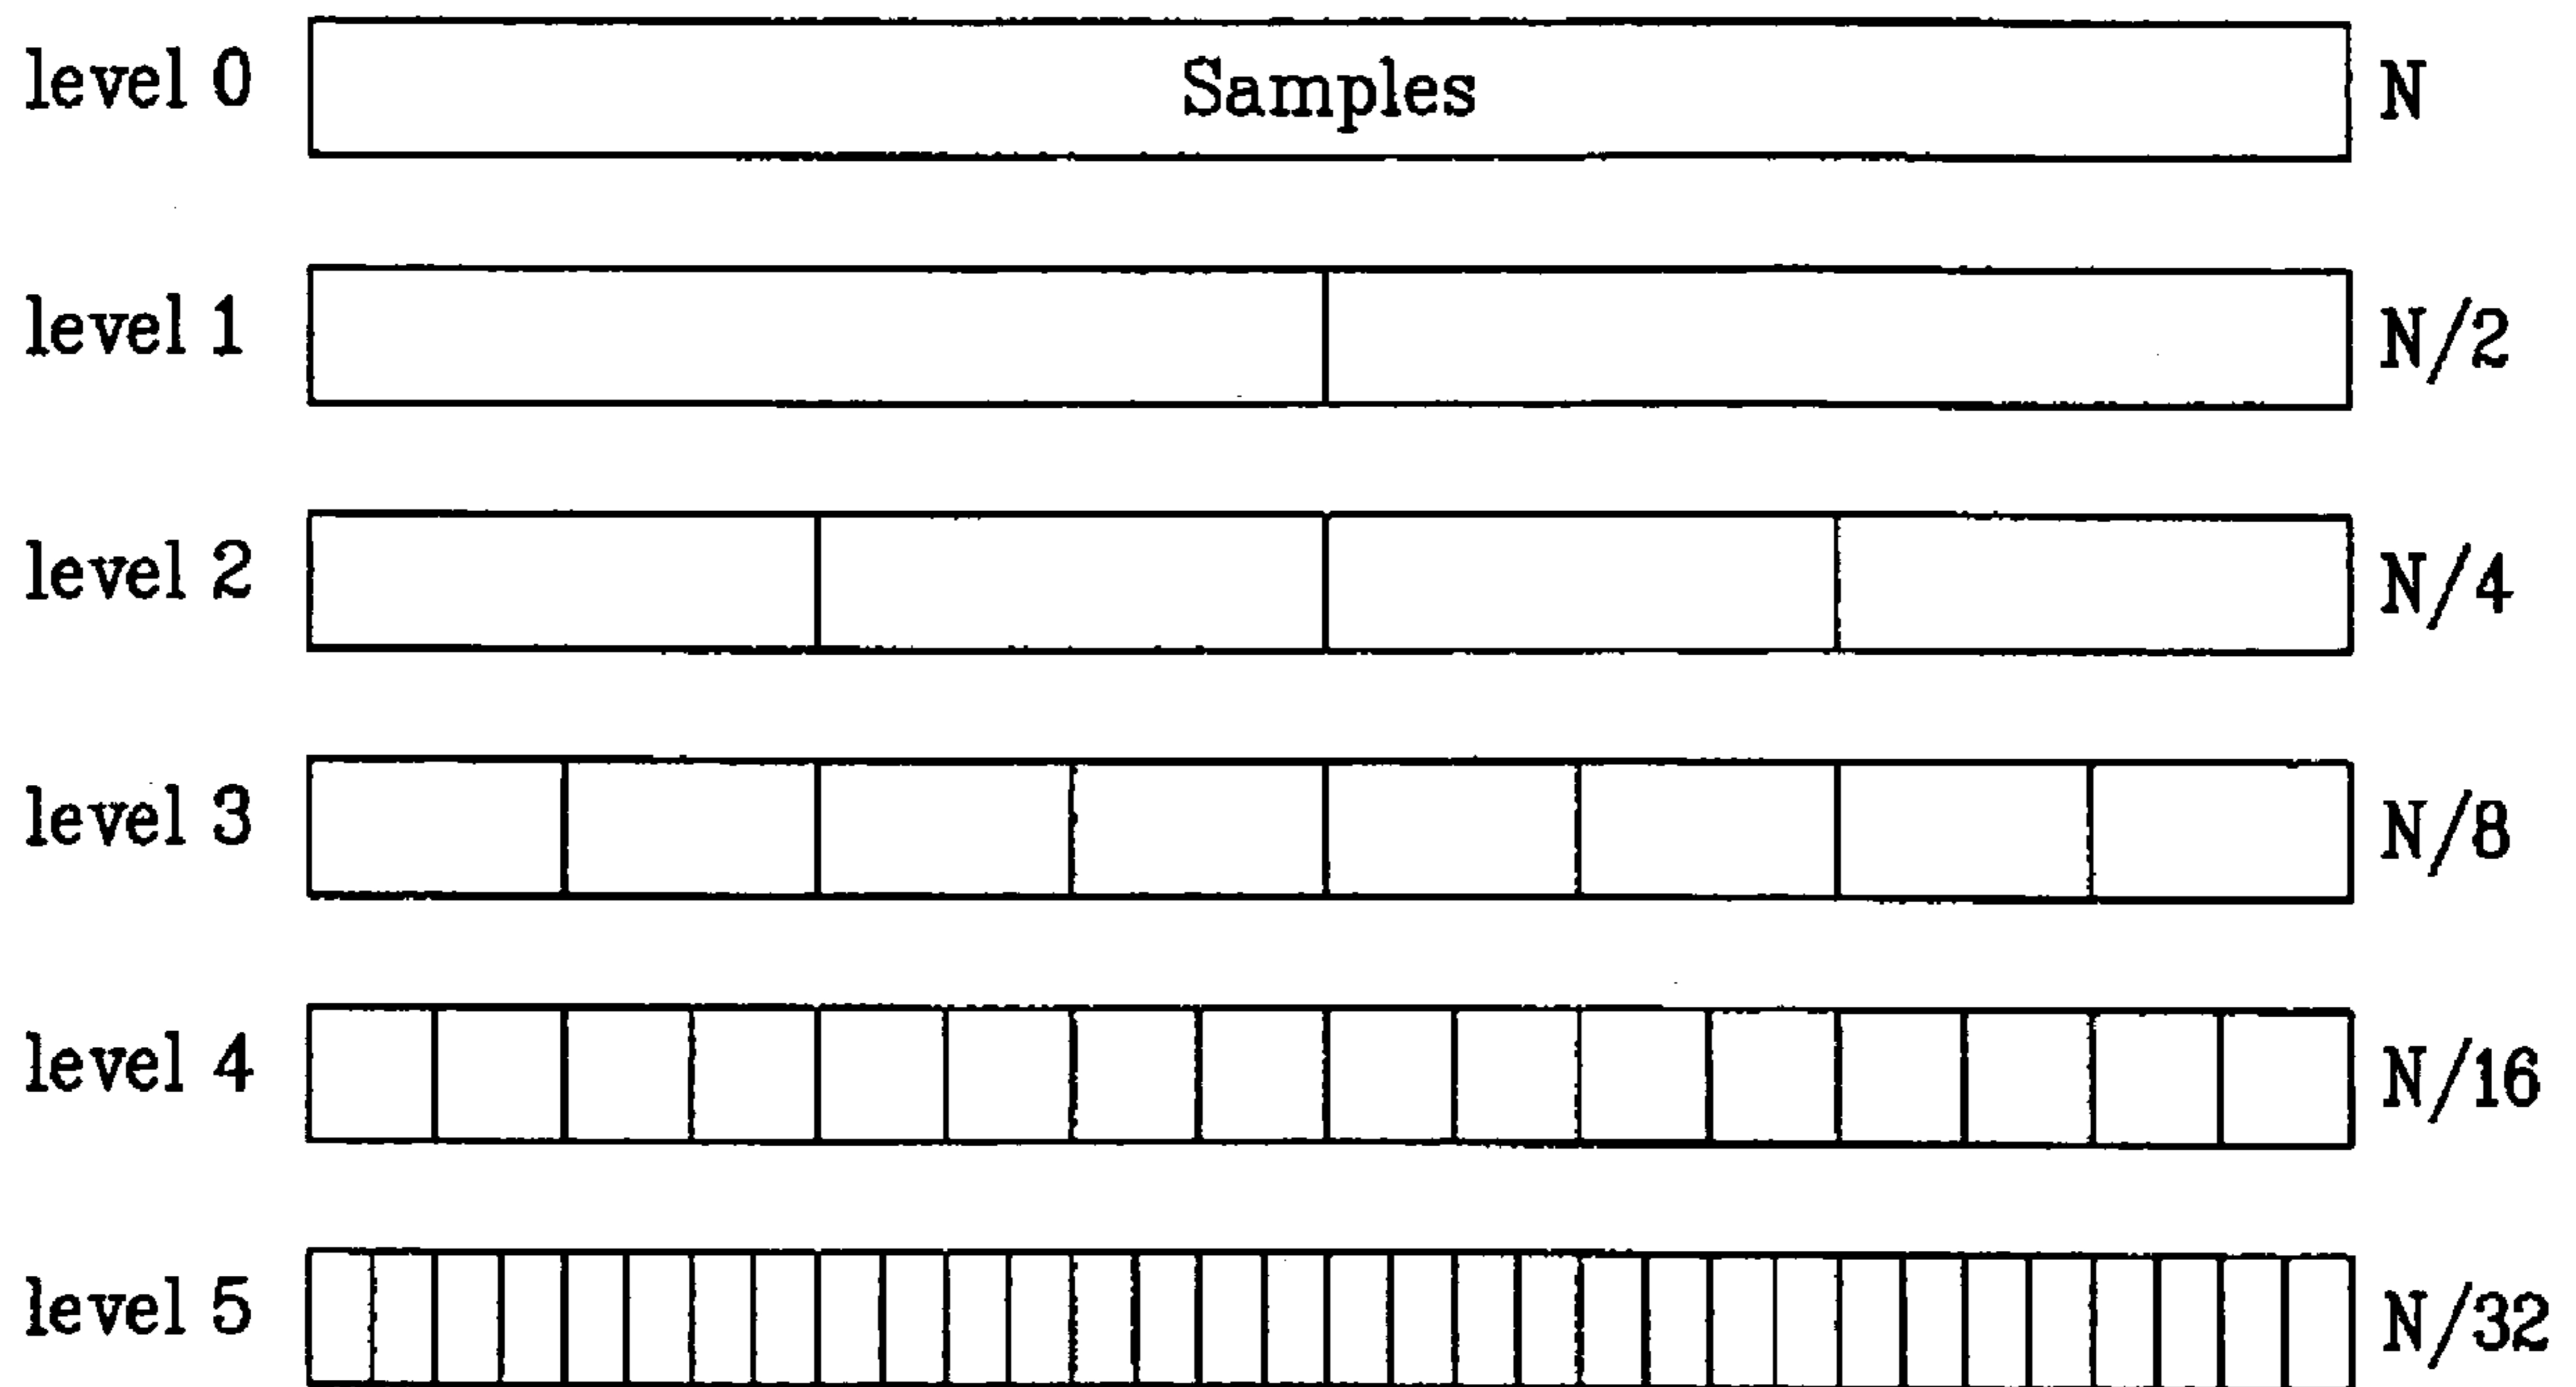 level 0 Samples N
level 1 N/2
level 2 N/4
level 3 N/8
level 4 N/16
level 5 N/32